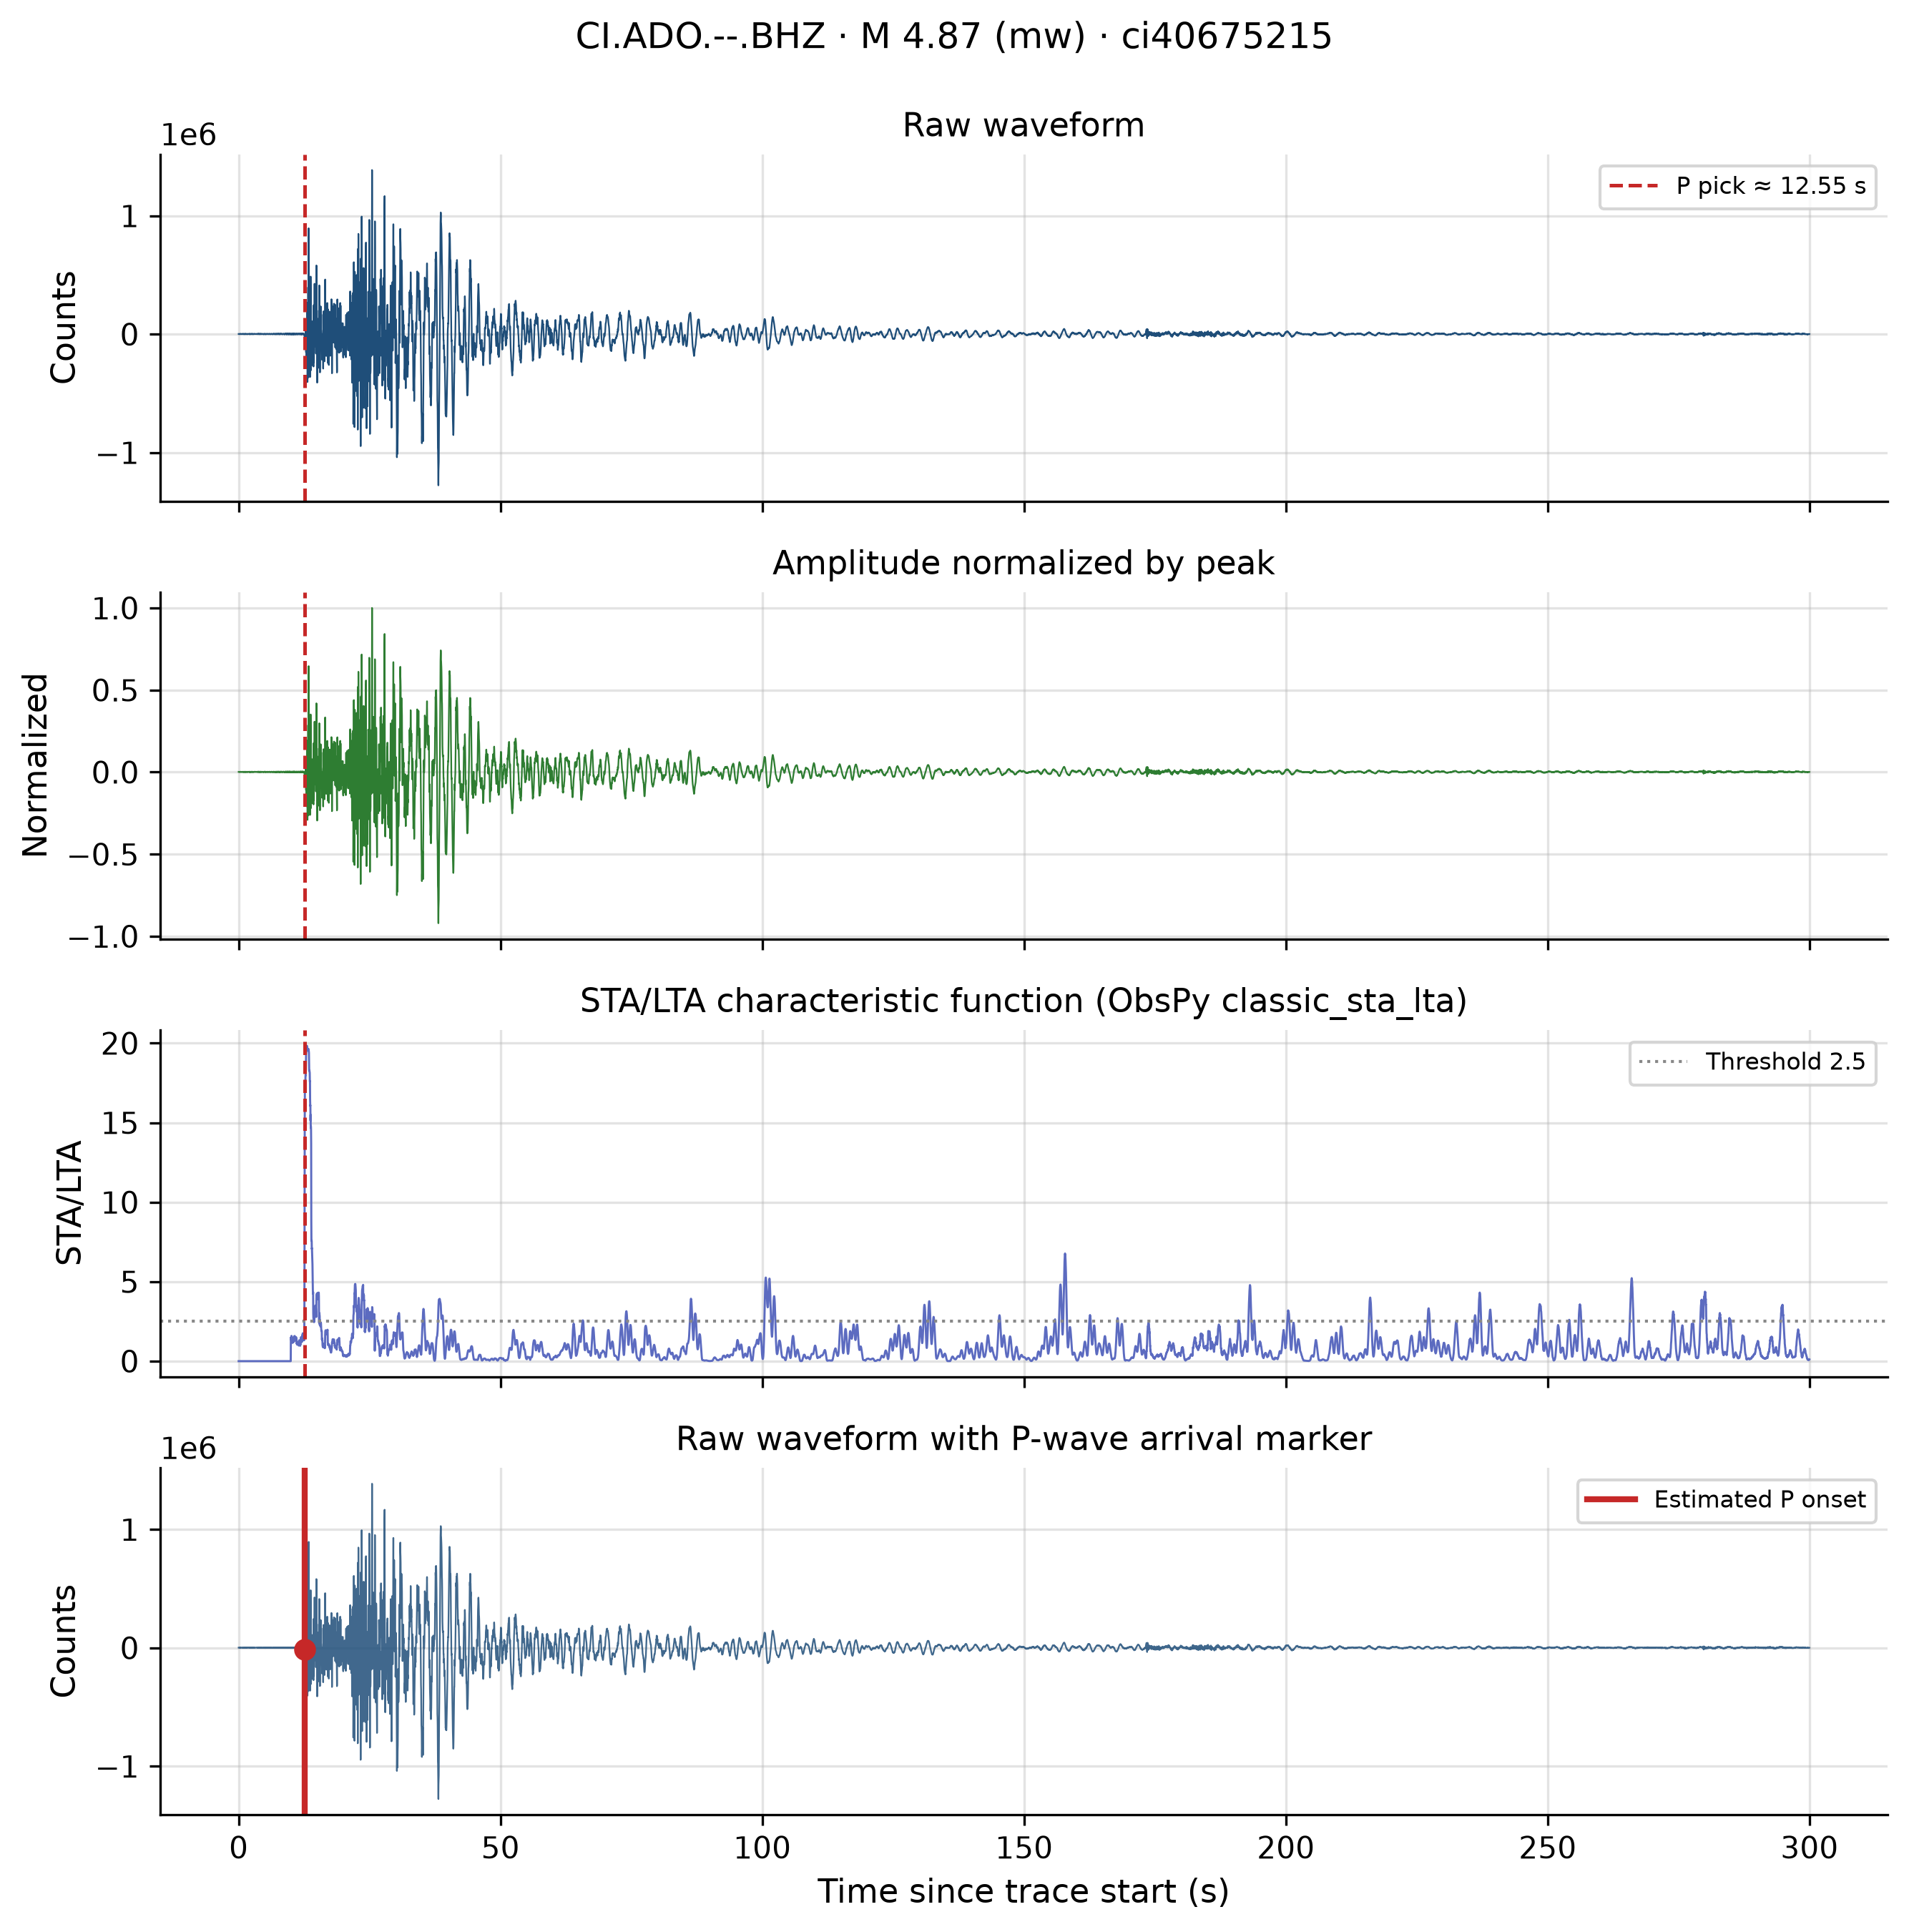 CI.ADO.--.BHZ · M 4.87 (mw) · ci40675215
Raw waveform
1e6
P pick ≈ 12.55 s
1
0
−1
Counts
Amplitude normalized by peak
1.0
0.5
0.0
−0.5
−1.0
Normalized
STA/LTA characteristic function (ObsPy classic_sta_lta)
Threshold 2.5
20
15
10
5
0
STA/LTA
Raw waveform with P-wave arrival marker
1e6
Estimated P onset
1
0
−1
Counts
0 50 100 150 200 250 300
Time since trace start (s)